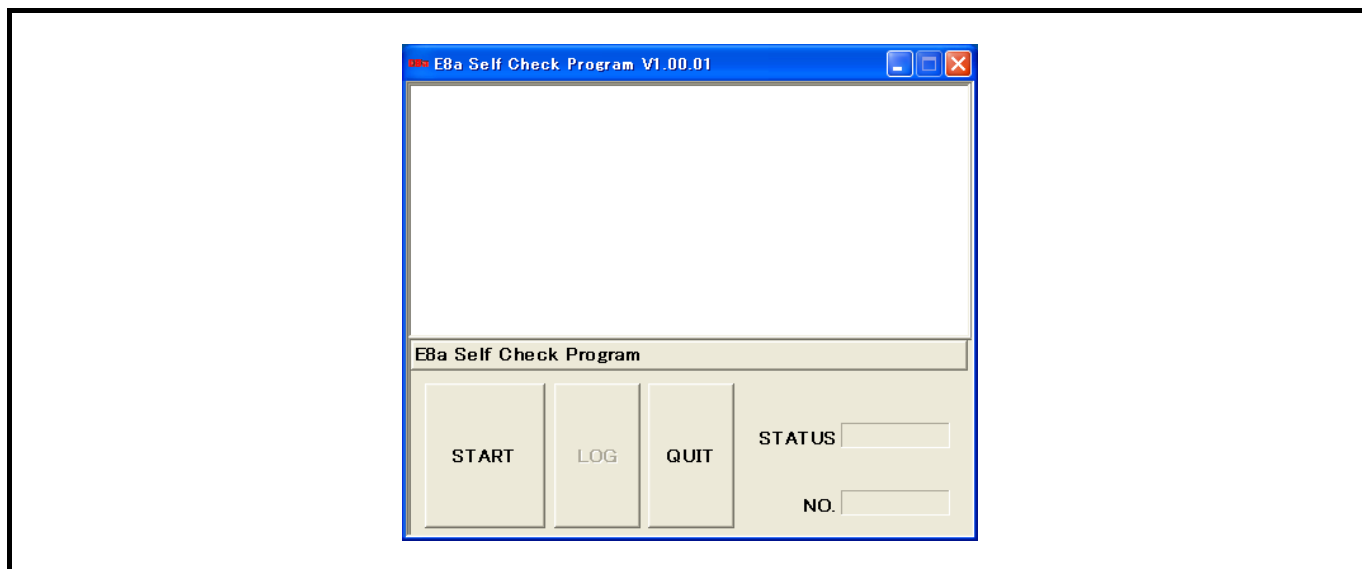 E8a Self Check Program V1.00.01
E8a Self Check Program
START
LOG
QUIT
STATUS
NO.